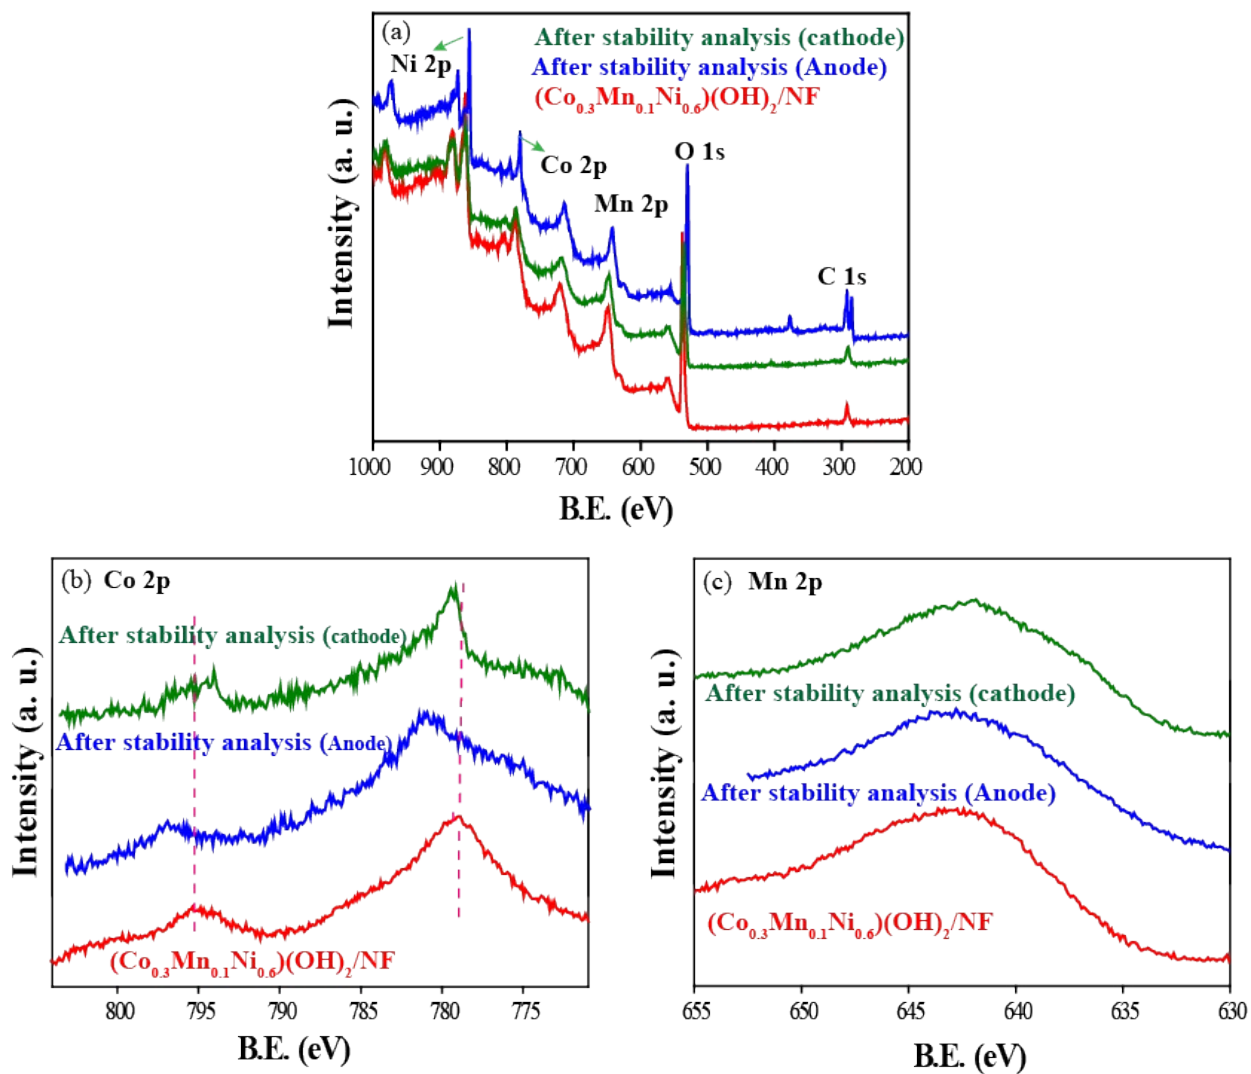 (a)
After stability analysis (cathode)
After stability analysis (Anode)
(Co0.3Mn0.1Ni0.6)(OH)2/NF
Ni 2p
Co 2p
Mn 2p
O 1s
C 1s
Intensity (a. u.)
1000 900 800 700 600 500 400 300 200
B.E. (eV)
(b) Co 2p
After stability analysis (cathode)
After stability analysis (Anode)
(Co0.3Mn0.1Ni0.6)(OH)2/NF
Intensity (a. u.)
800 795 790 785 780 775
B.E. (eV)
(c) Mn 2p
After stability analysis (cathode)
After stability analysis (Anode)
(Co0.3Mn0.1Ni0.6)(OH)2/NF
Intensity (a. u.)
655 650 645 640 635 630
B.E. (eV)